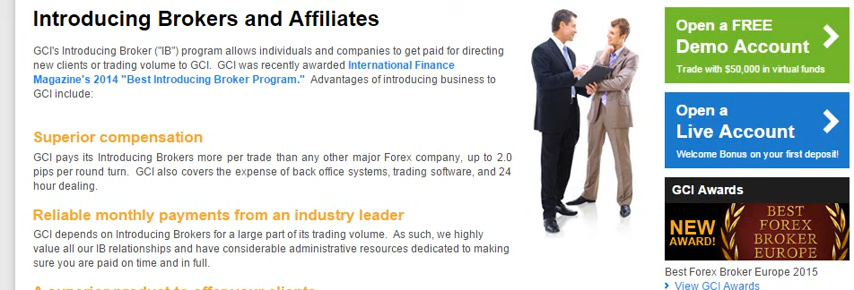 Introducing Brokers and Affiliates
GCI's Introducing Broker ("IB") program allows individuals and companies to get paid for directing
new clients or trading volume to GCI. GCI was recently awarded International Finance
Magazine's 2014 "Best Introducing Broker Program." Advantages of introducing business to
GCI include:
Superior compensation
GCI pays its Introducing Brokers more per trade than any other major Forex company, up to 2.0
pips per round turn. GCI also covers the expense of back office systems, trading software, and 24
hour dealing.
Reliable monthly payments from an industry leader
GCI depends on Introducing Brokers for a large part of its trading volume. As such, we highly
value all our IB relationships and have considerable administrative resources dedicated to making
sure you are paid on time and in full.
A superior product to offer your clients
Open a FREE
Demo Account
Trade with $50,000 in virtual funds
Open a
Live Account
Welcome Bonus on your first deposit!
GCI Awards
NEW
AWARD!
BEST
FOREX
BROKER
EUROPE
Best Forex Broker Europe 2015
View GCI Awards